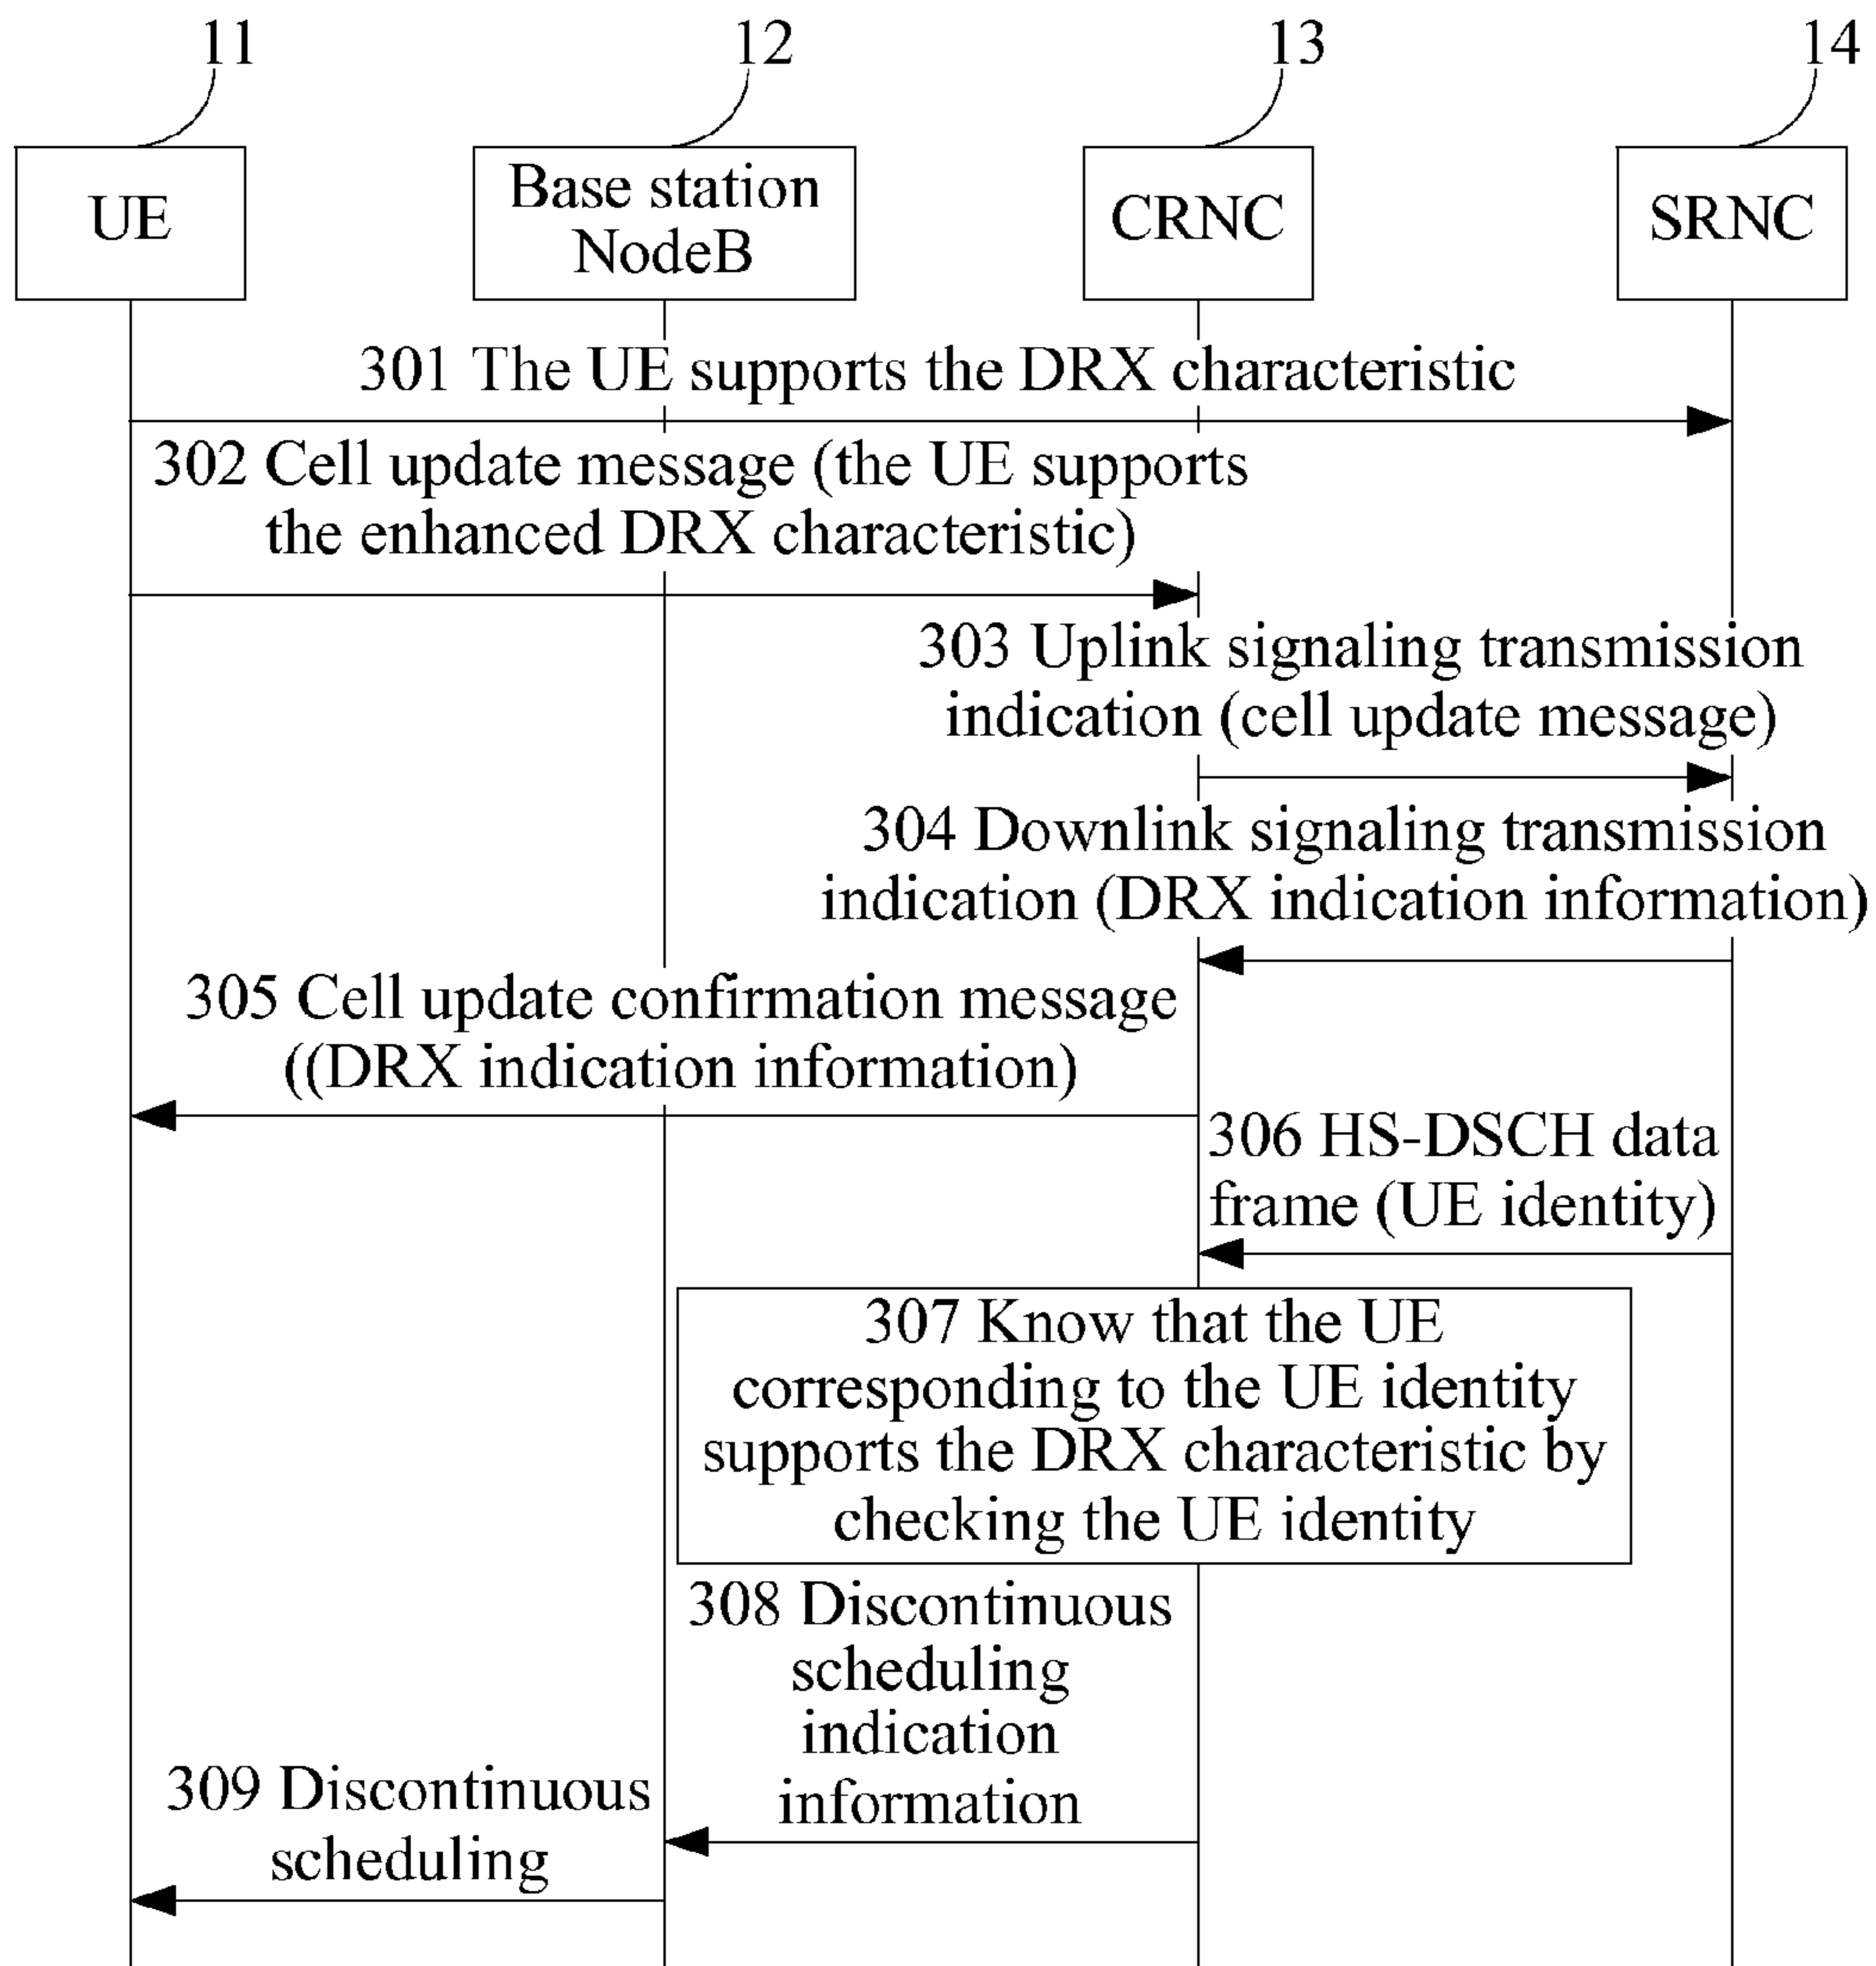 11
12
13
14
UE
Base station
NodeB
CRNC
SRNC
301 The UE supports the DRX characteristic
302 Cell update message (the UE supports
the enhanced DRX characteristic)
303 Uplink signaling transmission
indication (cell update message)
304 Downlink signaling transmission
indication (DRX indication information)
305 Cell update confirmation message
((DRX indication information)
306 HS-DSCH data
frame (UE identity)
307 Know that the UE
corresponding to the UE identity
supports the DRX characteristic by
checking the UE identity
308 Discontinuous
scheduling
indication
information
309 Discontinuous
scheduling